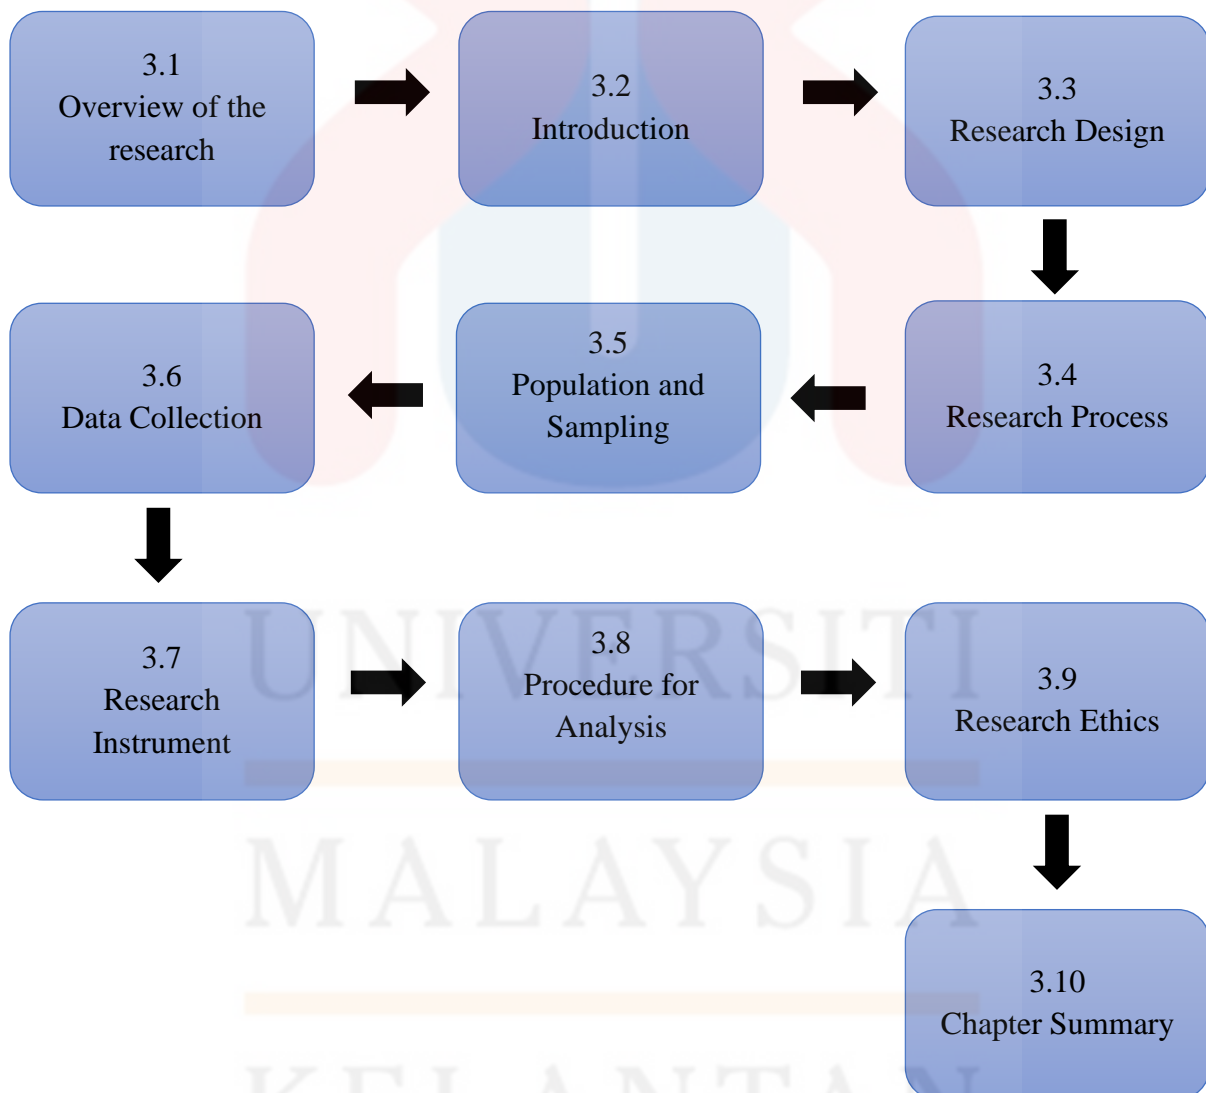 3.1
Overview of the
research
3.2
Introduction
3.3
Research Design
3.4
Research Process
3.5
Population and
Sampling
3.6
Data Collection
3.7
Research
Instrument
3.8
Procedure for
Analysis
3.9
Research Ethics
3.10
Chapter Summary
UNIVERSITI
MALAYSIA
KELANTAN